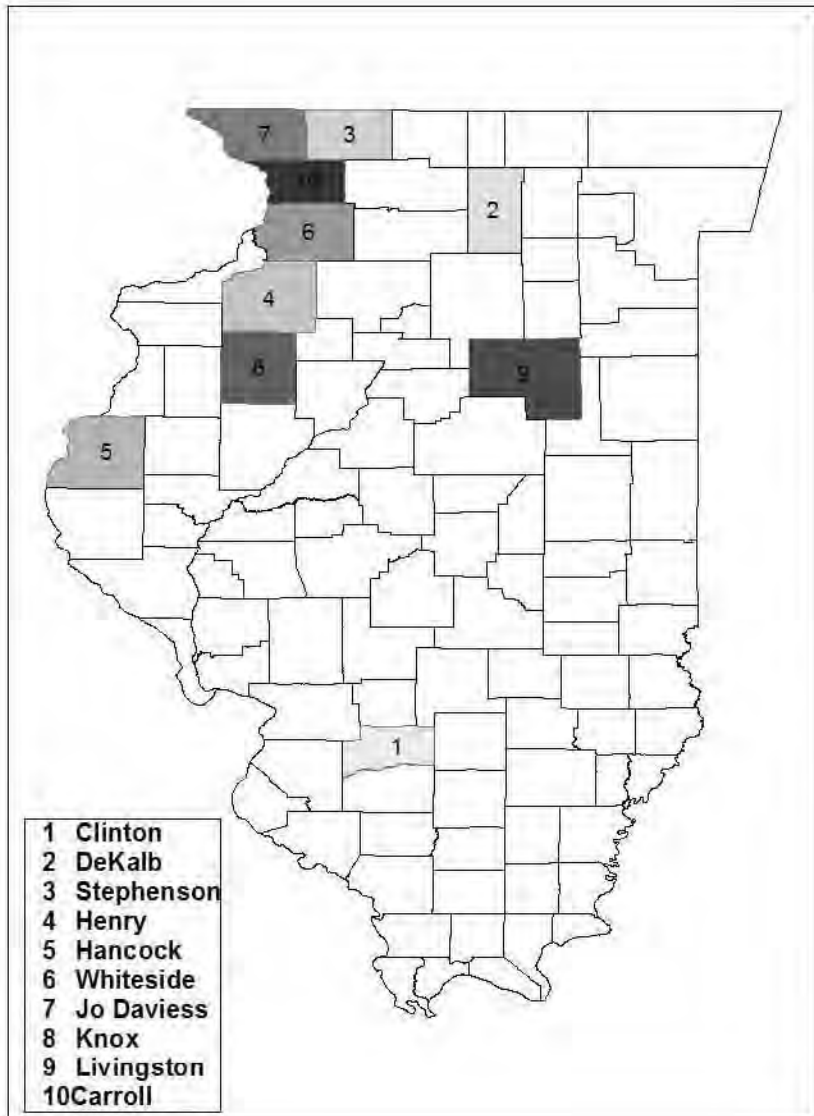 7
3
10
2
6
4
8
9
5
1
1 Clinton
2 DeKalb
3 Stephenson
4 Henry
5 Hancock
6 Whiteside
7 Jo Daviess
8 Knox
9 Livingston
10Carroll